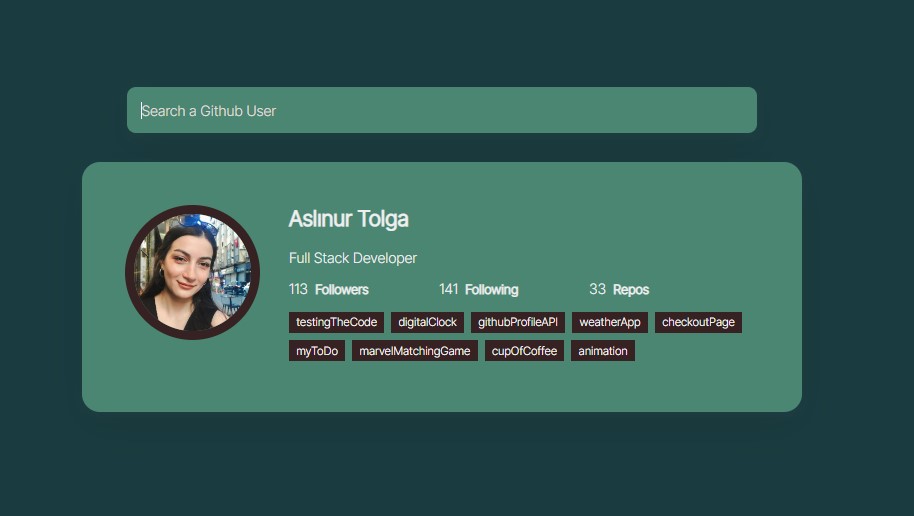 Search a Github User
Aslınur Tolga
Full Stack Developer
113 Followers 141 Following 33 Repos
testingTheCode digitalClock githubProfileAPI weatherApp checkoutPage
myToDo marvelMatchingGame cupOfCoffee animation